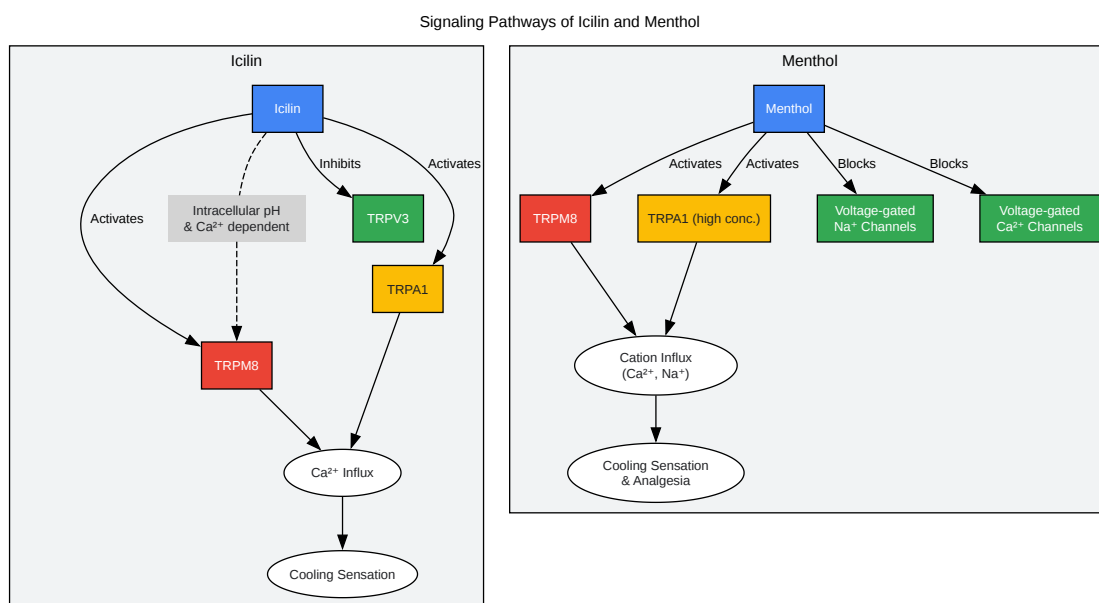 Signaling Pathways of Icilin and Menthol
Icilin
Icilin
Inhibits
Activates
Activates
Intracellular pH
& Ca²⁺ dependent
TRPV3
TRPA1
TRPM8
Ca²⁺ Influx
Cooling Sensation
Menthol
Menthol
Activates
Activates
Blocks
Blocks
TRPM8
TRPA1 (high conc.)
Voltage-gated
Na⁺ Channels
Voltage-gated
Ca²⁺ Channels
Cation Influx
(Ca²⁺, Na⁺)
Cooling Sensation
& Analgesia